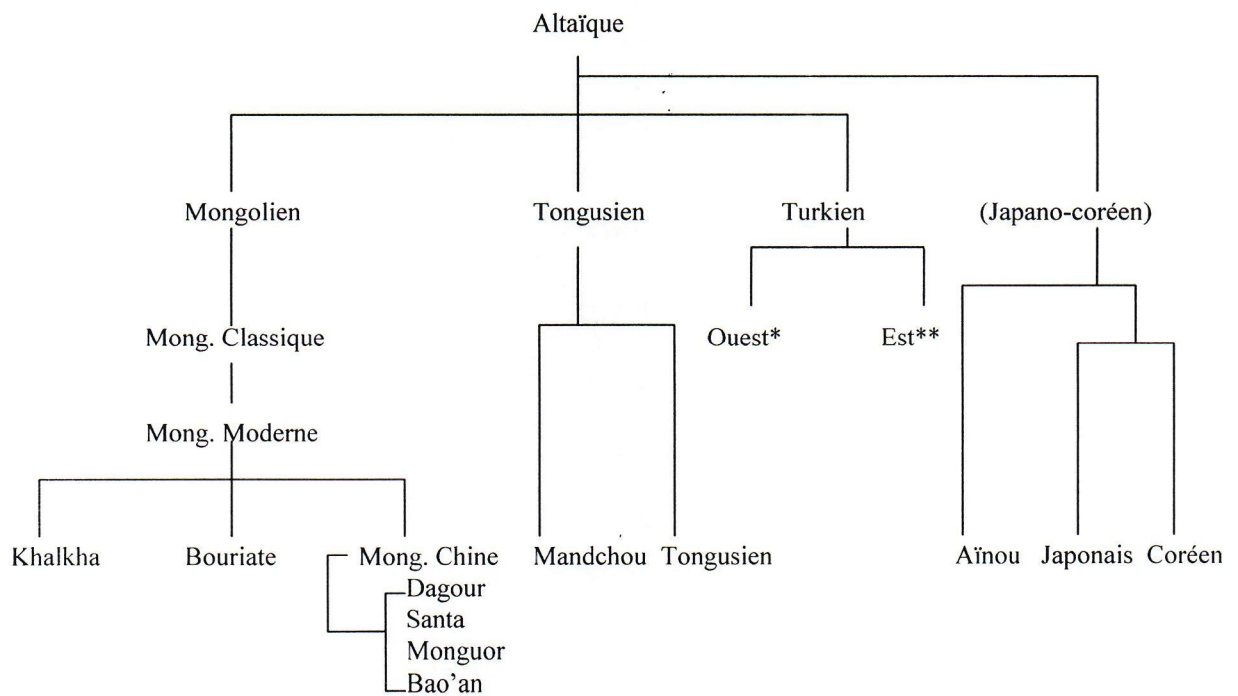 Altaïque
Mongolien Tongusien Turkien (Japano-coréen)
Mong. Classique Ouest* Est**
Mong. Moderne
Khalkha Bouriate Mong. Chine Mandchou Tongusien Aïnou Japonais Coréen
Dagour
Santa
Monguor
Bao'an